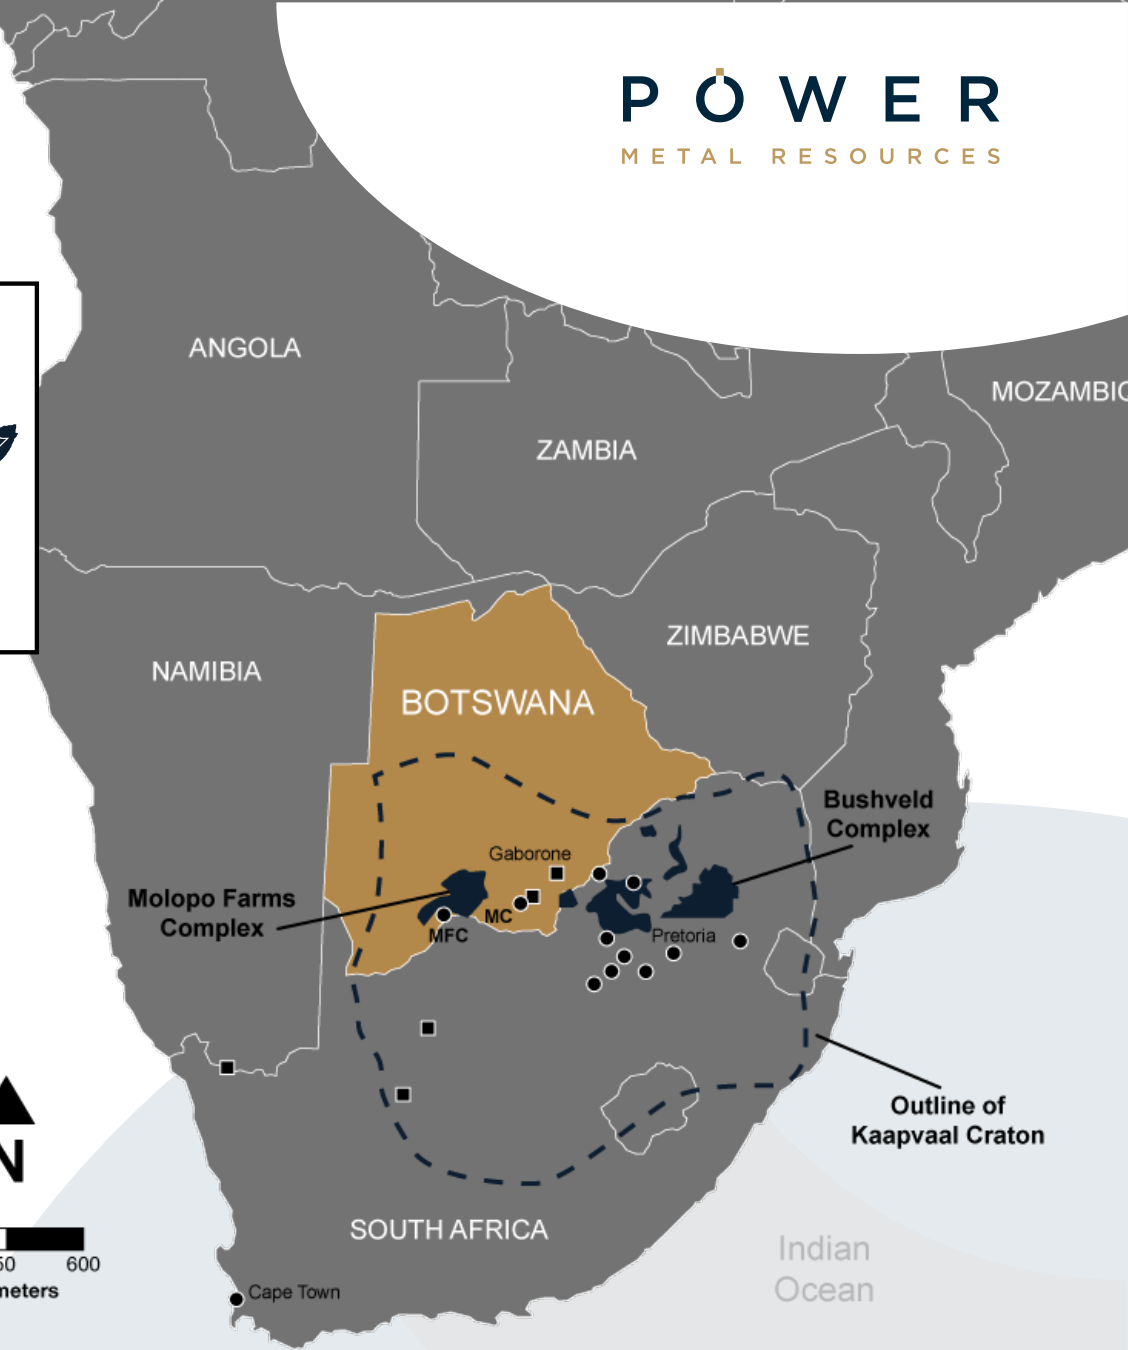 POWER
METAL RESOURCES
ANGOLA
ZAMBIA
NAMIBIA
ZIMBABWE
BOTSWANA
Bushveld
Complex
Gaborone
Molopo Farms
Complex
MC
MFC
Pretoria
Outline of
Kaapvaal Craton
N
600
SOUTH AFRICA
Indian
Ocean
Cape Town